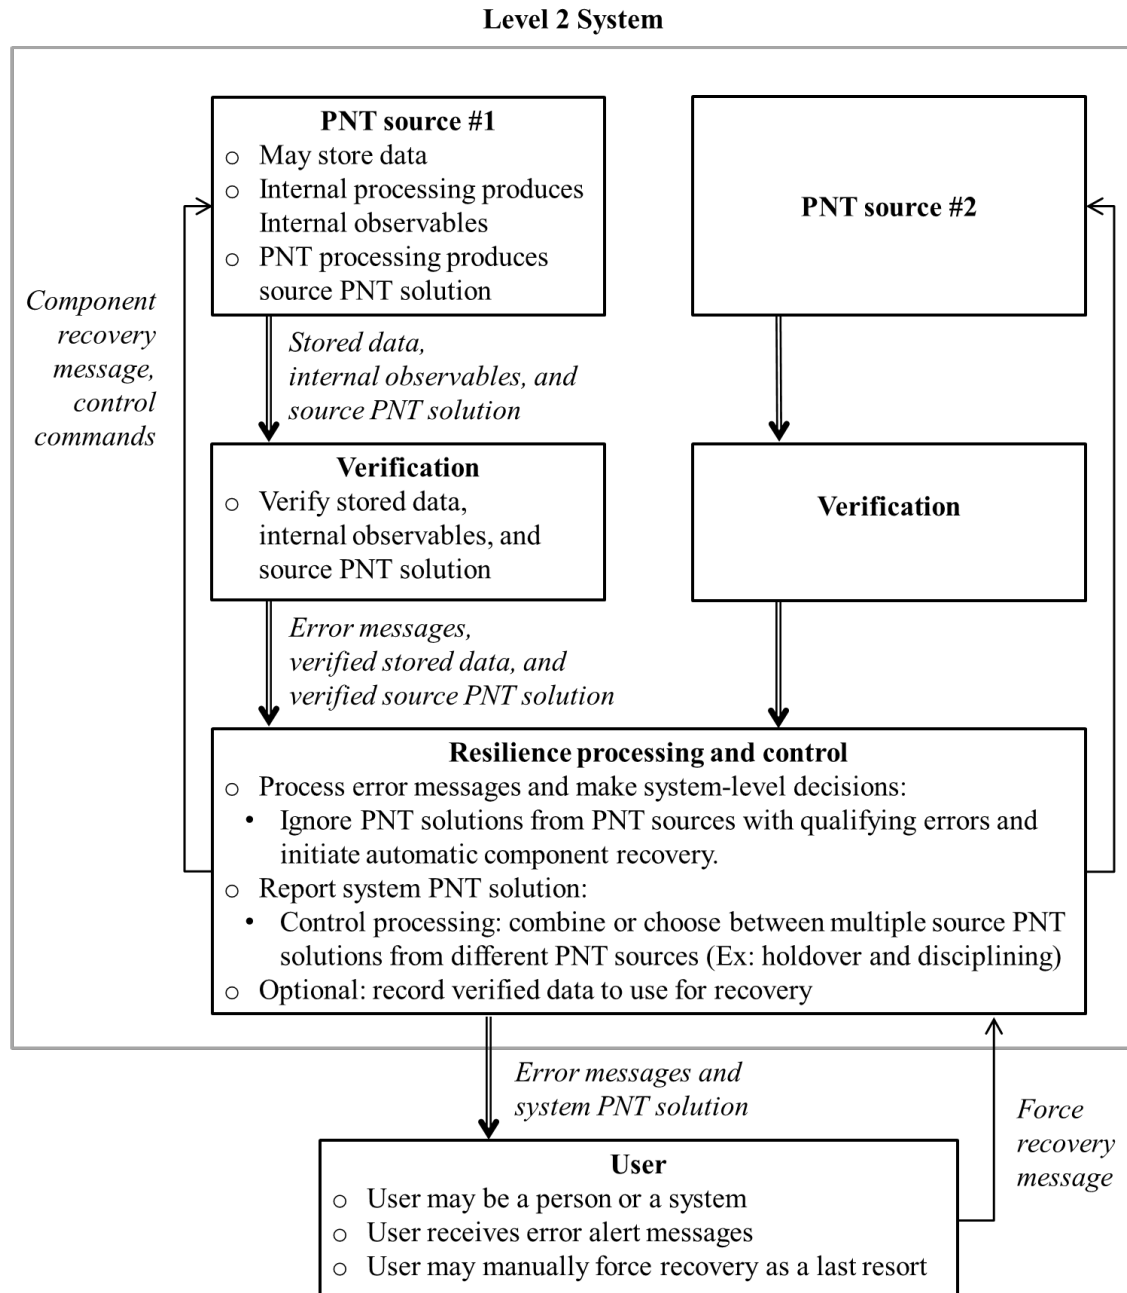 Level 2 System
PNT source #1
o May store data
o Internal processing produces
Internal observables
o PNT processing produces
source PNT solution
PNT source #2
Component
recovery
message,
control
commands
Stored data,
internal observables, and
source PNT solution
Verification
o Verify stored data,
internal observables, and
source PNT solution
Verification
Error messages,
verified stored data, and
verified source PNT solution
Resilience processing and control
o Process error messages and make system-level decisions:
• Ignore PNT solutions from PNT sources with qualifying errors and
initiate automatic component recovery.
o Report system PNT solution:
• Control processing: combine or choose between multiple source PNT
solutions from different PNT sources (Ex: holdover and disciplining)
o Optional: record verified data to use for recovery
Error messages and
system PNT solution
Force
recovery
message
User
o User may be a person or a system
o User receives error alert messages
o User may manually force recovery as a last resort